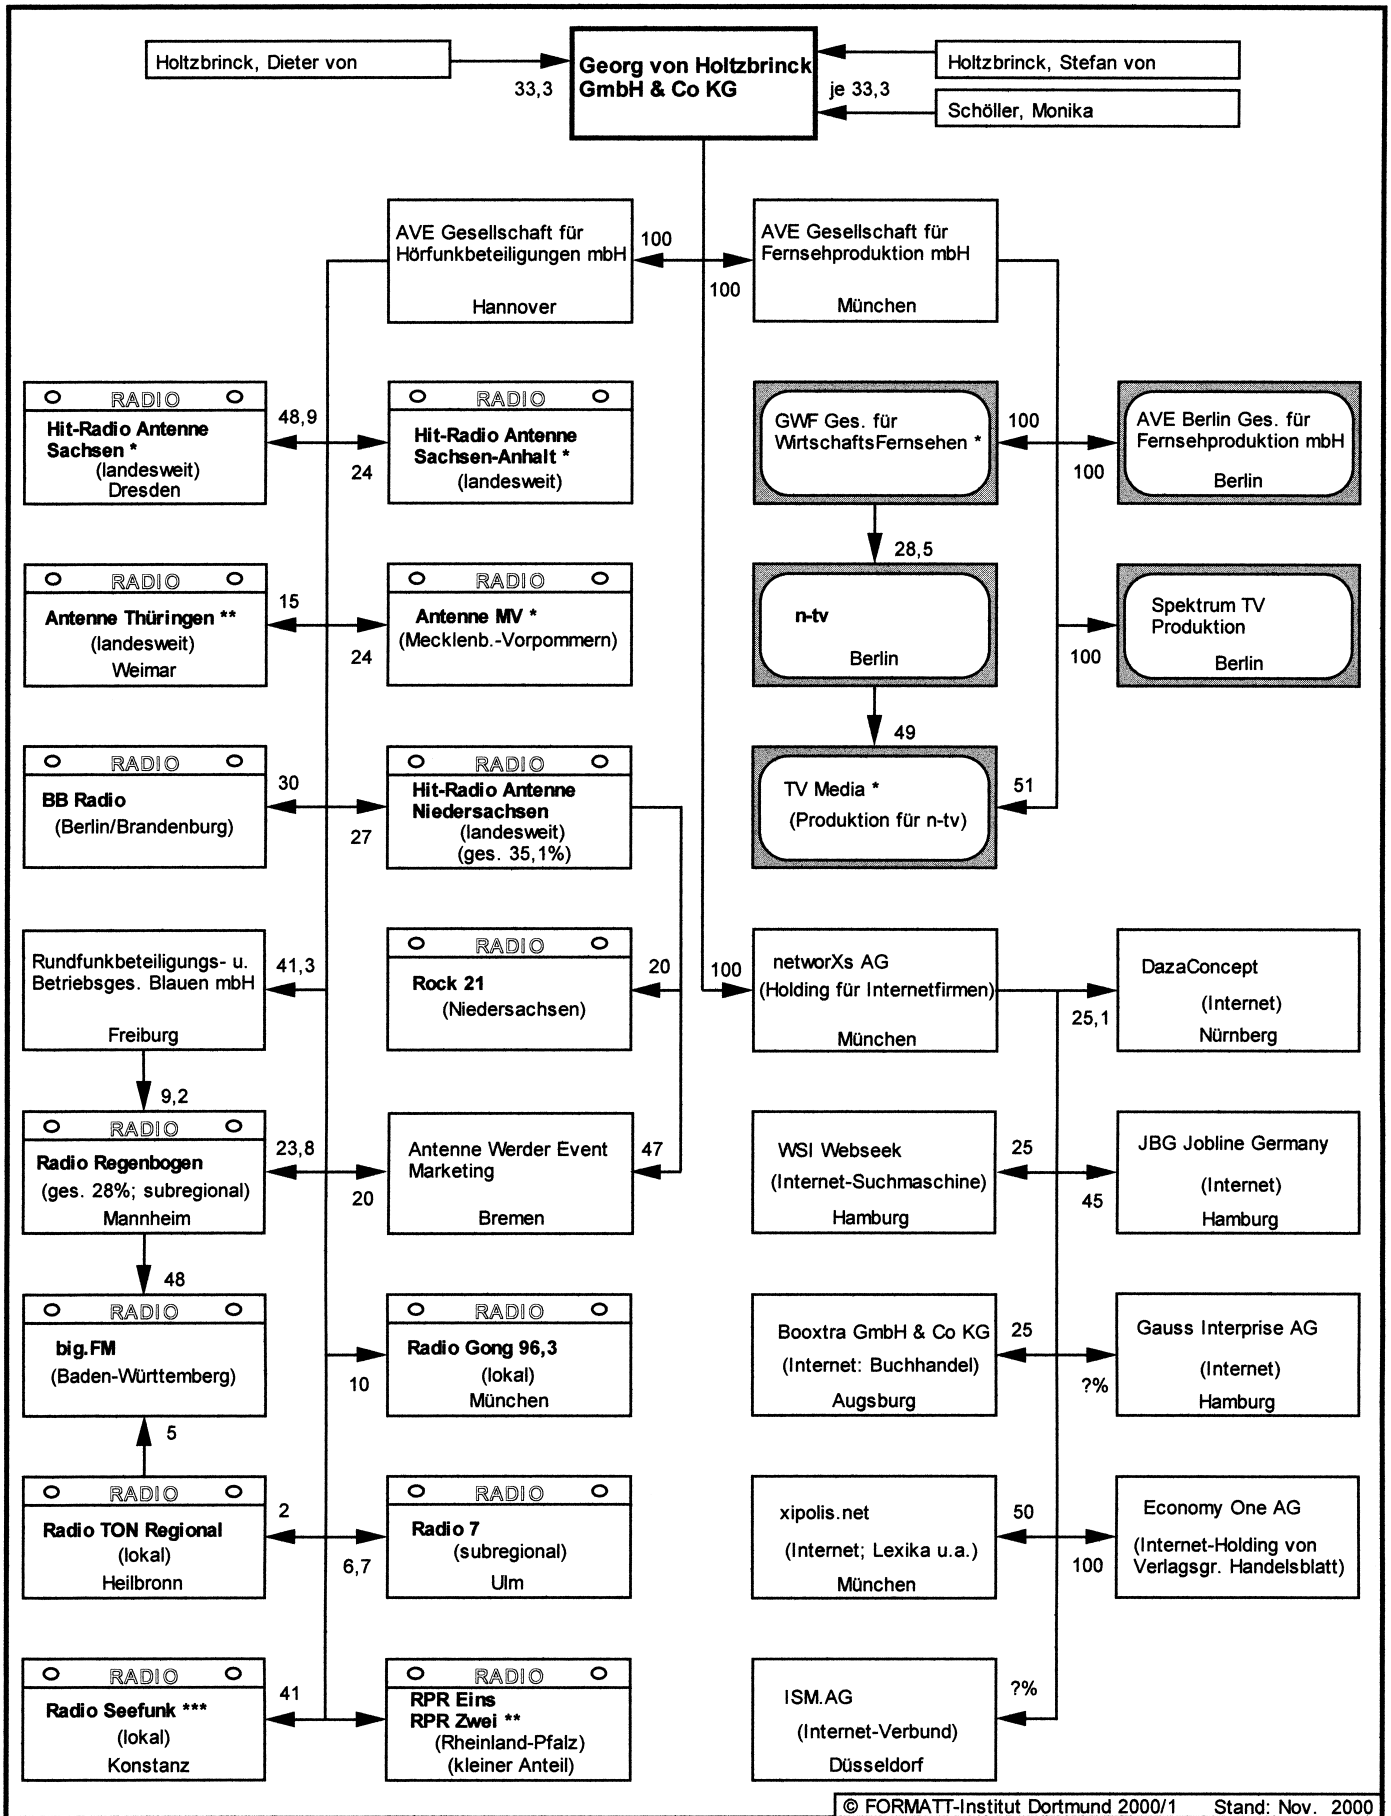 Holtzbrinck, Dieter von
33,3
Georg von Holtzbrinck
GmbH & Co KG
Holtzbrinck, Stefan von
je 33,3
Schöller, Monika
AVE Gesellschaft für
Hörfunkbeteiligungen mbH
Hannover
100
100
AVE Gesellschaft für
Fernsehproduktion mbH
München
RADIO
Hit-Radio Antenne
Sachsen *
(landesweit)
Dresden
48,9
24
RADIO
Hit-Radio Antenne
Sachsen-Anhalt *
(landesweit)
GWF Ges. für
WirtschaftsFernsehen *
100
100
AVE Berlin Ges. für
Fernsehproduktion mbH
Berlin
28,5
RADIO
Antenne Thüringen **
(landesweit)
Weimar
15
24
RADIO
Antenne MV *
(Mecklenb.-Vorpommern)
n-tv
Berlin
100
Spektrum TV
Produktion
Berlin
49
RADIO
BB Radio
(Berlin/Brandenburg)
30
27
RADIO
Hit-Radio Antenne
Niedersachsen
(landesweit)
(ges. 35,1%)
TV Media *
(Produktion für n-tv)
51
Rundfunkbeteiligungs- u.
Betriebsges. Blauen mbH
Freiburg
41,3
RADIO
Rock 21
(Niedersachsen)
20
100
networXs AG
(Holding für Internetfirmen)
München
25,1
DazaConcept
(Internet)
Nürnberg
9,2
RADIO
Radio Regenbogen
(ges. 28%; subregional)
Mannheim
23,8
20
Antenne Werder Event
Marketing
Bremen
47
WSI Webseek
(Internet-Suchmaschine)
Hamburg
25
45
JBG Jobline Germany
(Internet)
Hamburg
48
RADIO
big.FM
(Baden-Württemberg)
5
10
RADIO
Radio Gong 96,3
(lokal)
München
Booxtra GmbH & Co KG
(Internet: Buchhandel)
Augsburg
25
?%
Gauss Interprise AG
(Internet)
Hamburg
RADIO
Radio TON Regional
(lokal)
Heilbronn
2
6,7
RADIO
Radio 7
(subregional)
Ulm
xipolis.net
(Internet; Lexika u.a.)
München
50
100
Economy One AG
(Internet-Holding von
Verlagsgr. Handelsblatt)
RADIO
Radio Seefunk ***
(lokal)
Konstanz
41
RADIO
RPR Eins
RPR Zwei **
(Rheinland-Pfalz)
(kleiner Anteil)
ISM.AG
(Internet-Verbund)
Düsseldorf
?%
© FORMATT-Institut Dortmund 2000/1 Stand: Nov. 2000